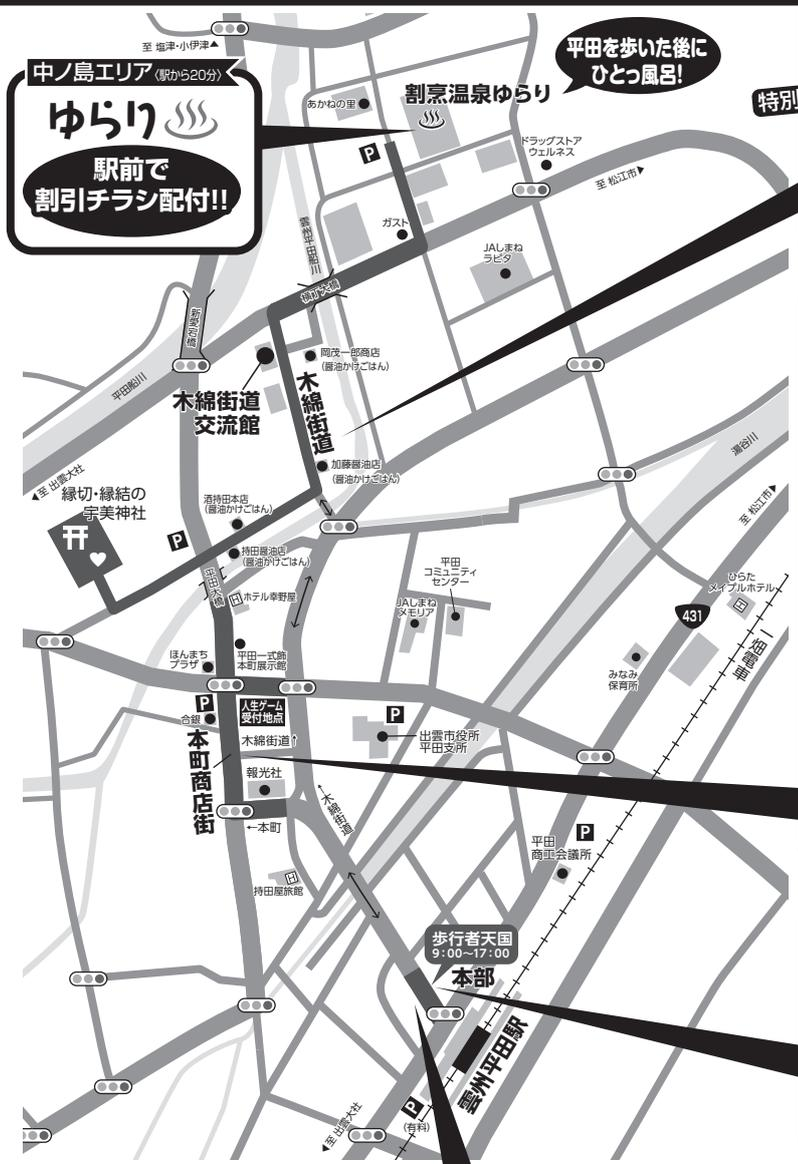 至 塩津・小伊津▲
中ノ島エリア〈駅から20分〉
ゆらり
駅前で
割引チラシ配付!!
平田を歩いた後に
ひとっ風呂!
特別
あかねの里
割烹温泉ゆらり
P
ドラッグストア
ウェルネス
至 松江市▶
ガスト
雲州平田船川
JAしまね
ラピタ
横丁大橋
新愛宕橋
平田船川
岡茂一郎商店
(醤油かけごはん)
木綿街道
交流館
木綿街道
加藤醤油店
(醤油かけごはん)
湯谷川
◀至 出雲大社
縁切・縁結の
宇美神社
酒持田本店
(醤油かけごはん)
P
持田醤油店
(醤油かけごはん)
平田大橋
H ホテル幸野屋
平田
コミュニティ
センター
JAしまね
メモリア
至 松江市▶
ひらた
メイプルホテル
H
431
一畑電車
みなみ
保育所
ほんまち
プラザ
平田一式飾
本町展示館
P
合銀
人生ゲーム
受付地点
木綿街道↑
P
出雲市役所
平田支所
本町商店街
報光社
←本町
←木綿街道
H
持田屋旅館
P
平田
商工会議所
歩行者天国
9:00〜17:00
本部
雲州平田駅
P
(有料)
◀至 出雲大社